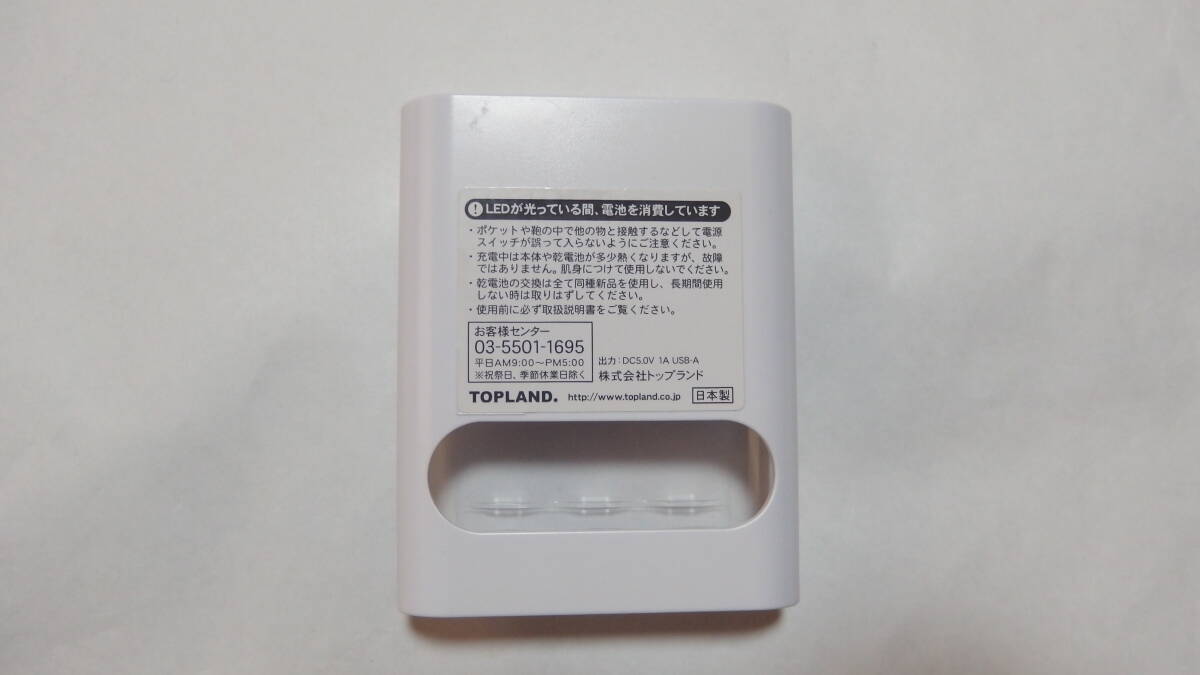 ! LEDが光っている間、電池を消費しています
・ポケットや鞄の中で他の物と接触するなどして電源
スイッチが誤って入らないようにご注意ください。
・充電中は本体や乾電池が多少熱くなりますが、故障
ではありません。肌身につけて使用しないでください。
・乾電池の交換は全て同種新品を使用し、長期間使用
しない時は取りはずしてください。
・使用前に必ず取扱説明書をご覧ください。
お客様センター
03-5501-1695
平日AM9:00〜PM5:00
※祝祭日、季節休業日除く
出力:DC5.0V 1A USB-A
株式会社トップランド
TOPLAND. http://www.topland.co.jp 日本製